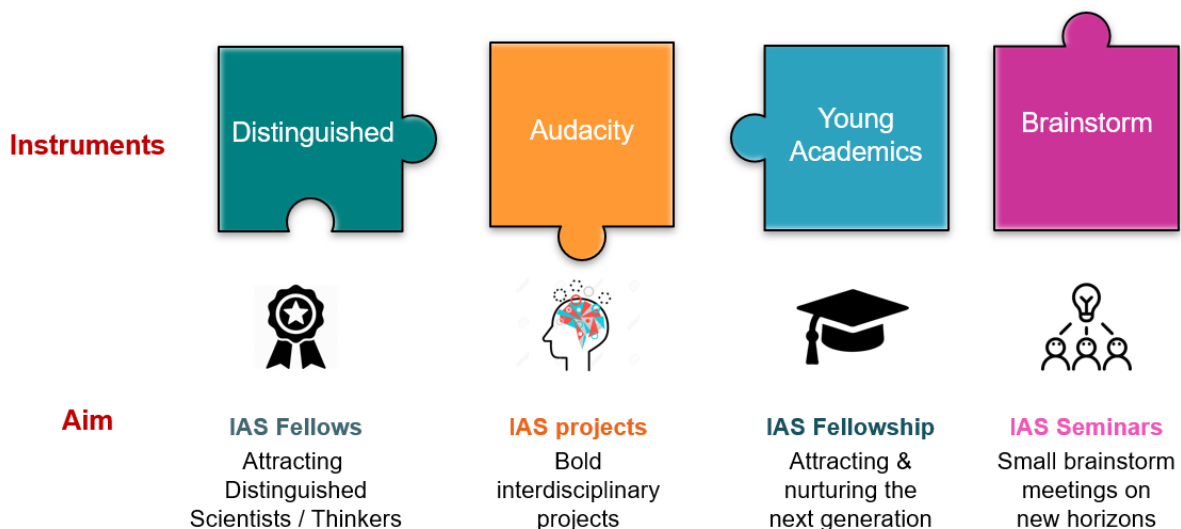 Instruments
Distinguished
Audacity
Young
Academics
Brainstorm
Aim
IAS Fellows
Attracting
Distinguished
Scientists / Thinkers
IAS projects
Bold
interdisciplinary
projects
IAS Fellowship
Attracting &
nurturing the
next generation
IAS Seminars
Small brainstorm
meetings on
new horizons